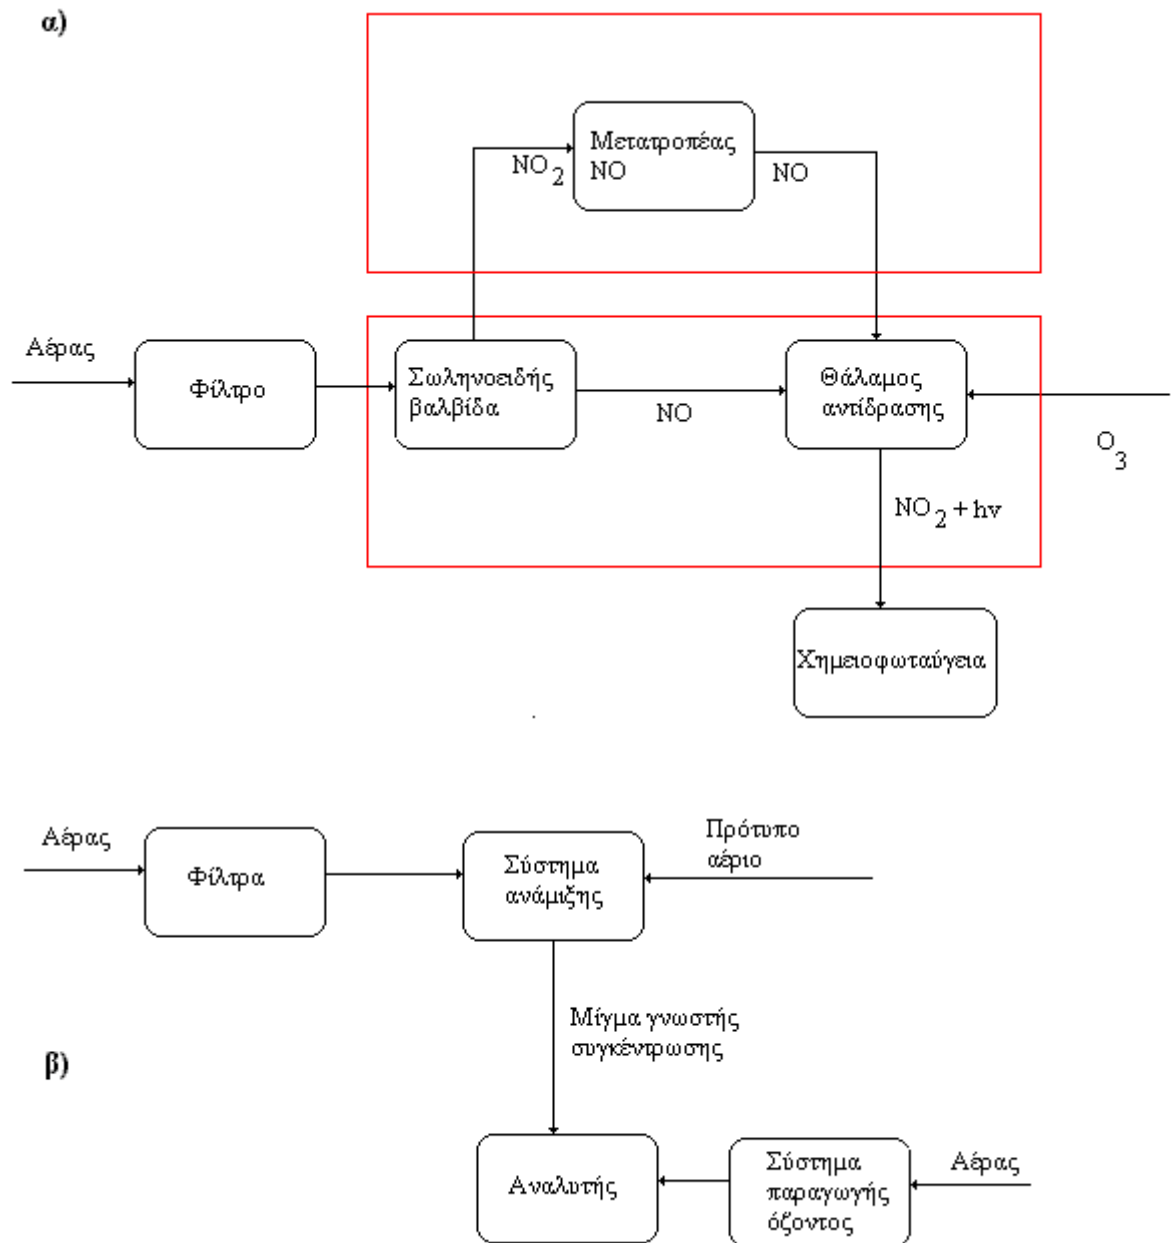 α)
Μετατροπέας
NO
NO2
NO
Αέρας
Φίλτρο
Σωληνοειδής
βαλβίδα
NO
Θάλαμος
αντίδρασης
O3
NO2 + hv
Χημειοφωταύγεια
Αέρας
Φίλτρα
Σύστημα
ανάμιξης
Πρότυπο
αέριο
Μίγμα γνωστής
συγκέντρωσης
β)
Αναλυτής
Σύστημα
παραγωγής
όζοντος
Αέρας